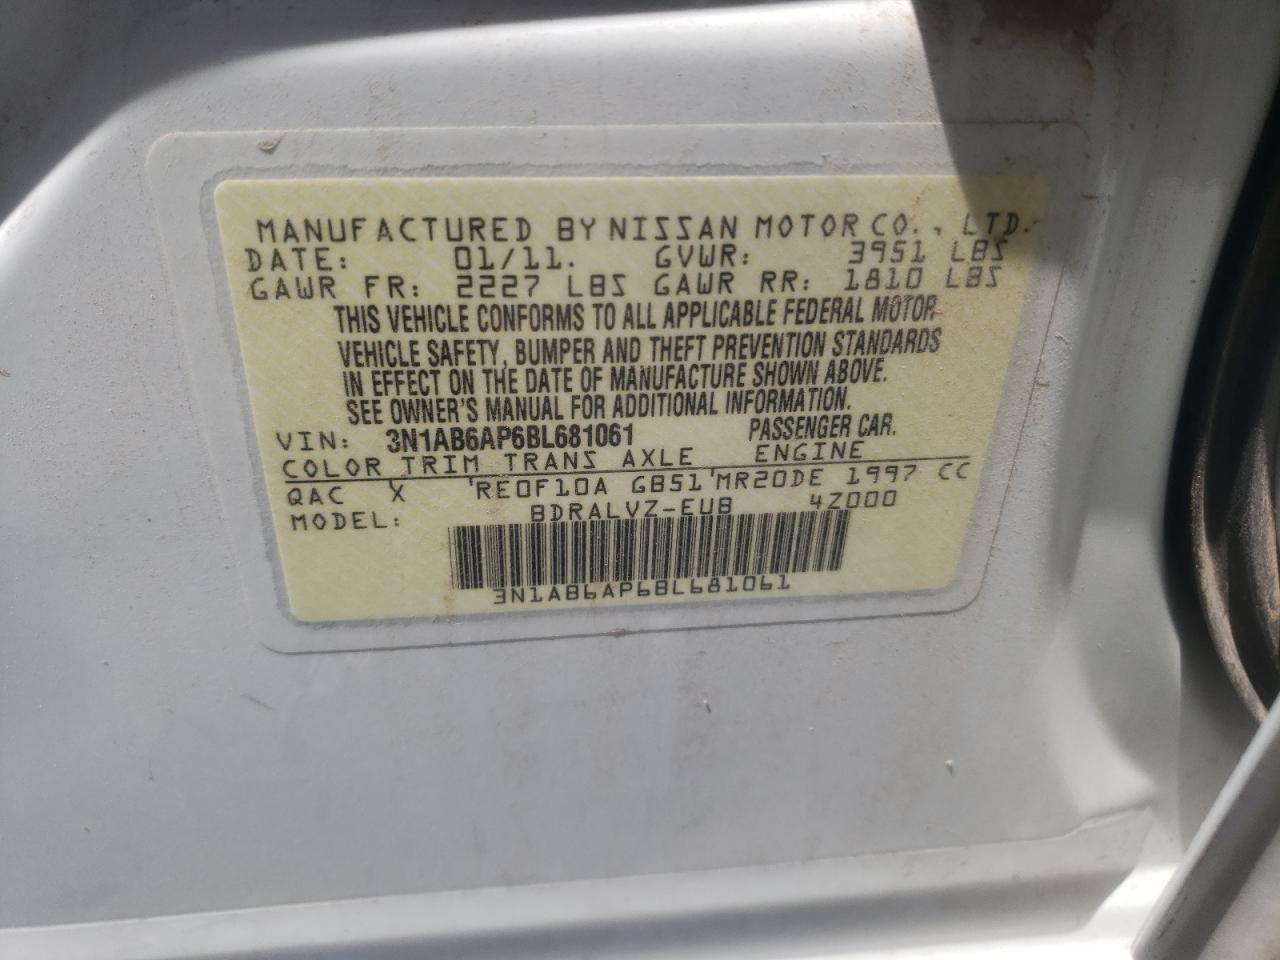 MANUFACTURED BY NISSAN MOTOR CO., LTD.
DATE: 01/11. GVWR: 3951 LBS
GAWR FR: 2227 LBS GAWR RR: 1810 LBS
THIS VEHICLE CONFORMS TO ALL APPLICABLE FEDERAL MOTOR
VEHICLE SAFETY, BUMPER AND THEFT PREVENTION STANDARDS
IN EFFECT ON THE DATE OF MANUFACTURE SHOWN ABOVE.
SEE OWNER'S MANUAL FOR ADDITIONAL INFORMATION.
VIN: 3N1AB6AP6BL681061 PASSENGER CAR.
COLOR TRIM TRANS AXLE ENGINE
QAC X 'RE0F10A GB51'MR20DE 1997 CC
MODEL: BDRALVZ-EUB 4Z000
3N1AB6AP6BL681061